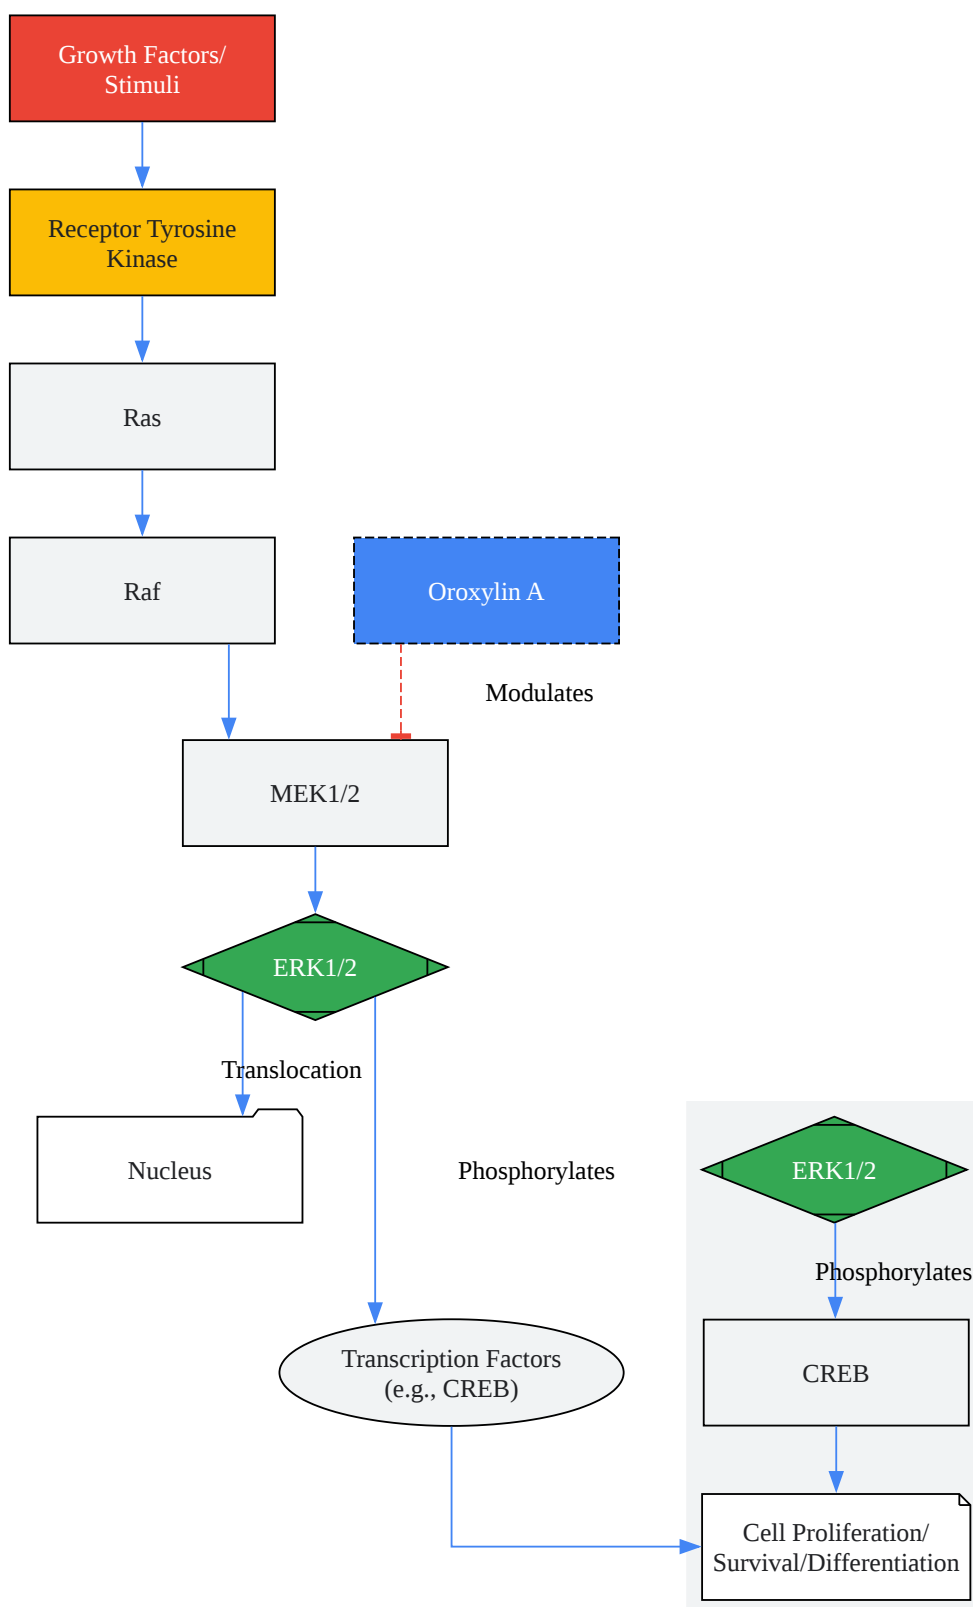 Growth Factors/
Stimuli
Receptor Tyrosine
Kinase
Ras
Raf
Oroxylin A
Modulates
MEK1/2
ERK1/2
Translocation
Nucleus
Phosphorylates
ERK1/2
Phosphorylates
Transcription Factors
(e.g., CREB)
CREB
Cell Proliferation/
Survival/Differentiation